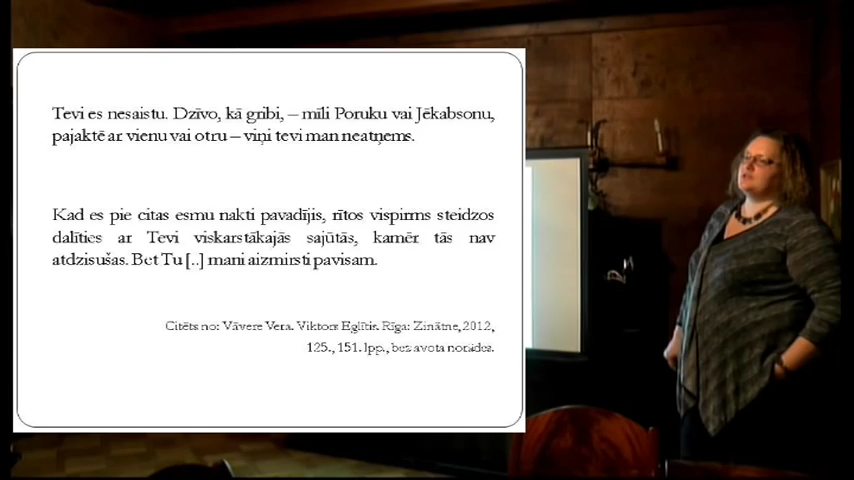 Tevi es nesaistu. Dzīvo, kā gribi, – mīli Poruku vai Jēkabsonu,
pajaktē ar vienu vai otru – viņi tevi man neatņems.
Kad es pie citas esmu nakti pavadījis, rītos vispirms steidzos
dalīties ar Tevi viskarstākajās sajūtās, kamēr tās nav
atdzisušas. Bet Tu [..] mani aizmirsti pavisam.
Citēts no: Vāvere Vera. Viktors Eglītis. Rīga: Zinātne, 2012,
125., 151. lpp., bez avota norādes.